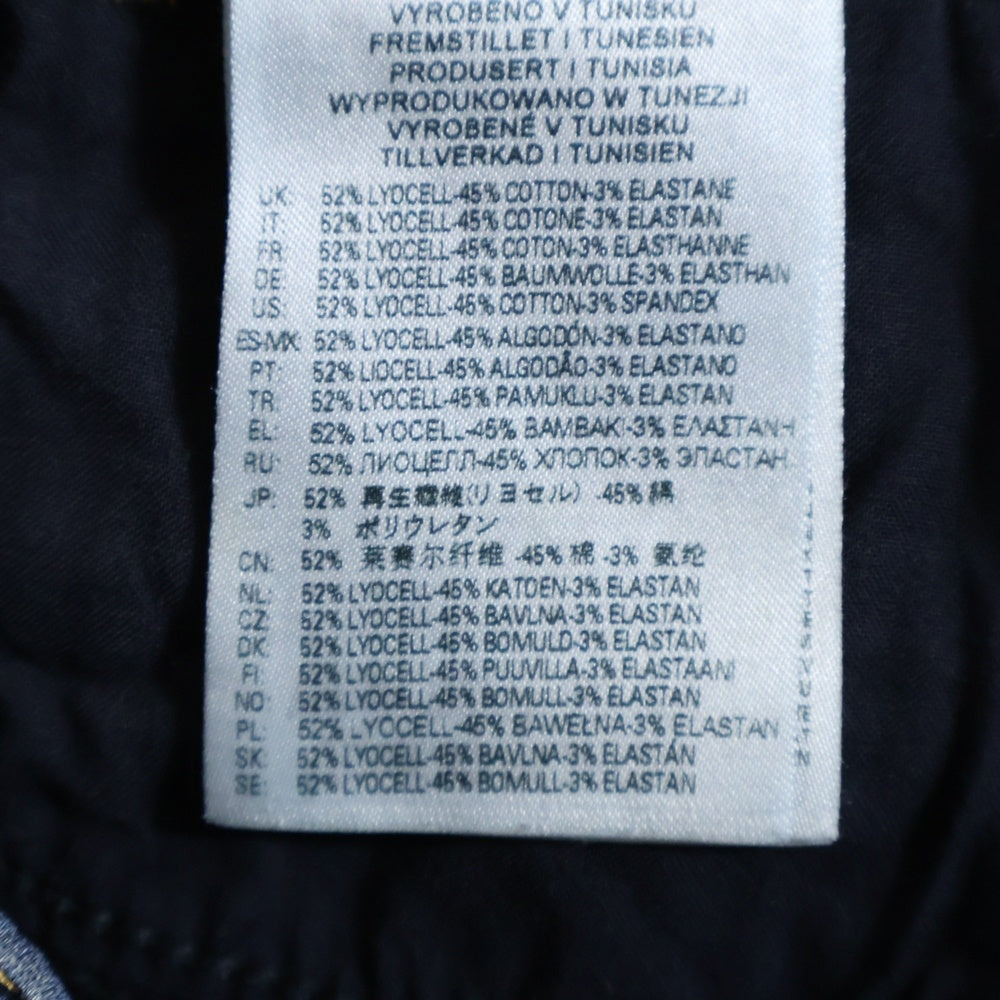 VYROBENO V TUNISKU
FREMSTILLET I TUNESIEN
PRODUSERT I TUNISIA
WYPRODUKOWANO W TUNEZJI
VYROBENÉ V TUNISKU
TILLVERKAD I TUNISIEN
UK: 52% LYOCELL-45% COTTON-3% ELASTANE
IT: 52% LYOCELL-45% COTONE-3% ELASTAN
FR: 52% LYOCELL-45% COTON-3% ELASTHANNE
DE: 52% LYOCELL-45% BAUMWOLLE-3% ELASTHAN
US: 52% LYOCELL-45% COTTON-3% SPANDEX
ES-MX: 52% LYOCELL-45% ALGODÓN-3% ELASTANO
PT: 52% LIOCELL-45% ALGODÃO-3% ELASTANO
TR: 52% LYOCELL-45% PAMUKLU-3% ELASTAN
EL: 52% LYOCELL-45% BAMBAKI-3% ΕΛΑΣΤΑΝΗ
RU: 52% ЛИОЦЕЛЛ-45% ХЛОПОК-3% ЭЛАСТАН
JP: 52% 再生繊維(リヨセル) -45% 綿
3% ポリウレタン
CN: 52% 莱赛尔纤维 -45% 棉 -3% 氨纶
NL: 52% LYOCELL-45% KATOEN-3% ELASTAN
CZ: 52% LYOCELL-45% BAVLNA-3% ELASTAN
DK: 52% LYOCELL-45% BOMULD-3% ELASTAN
FI: 52% LYOCELL-45% PUUVILLA-3% ELASTAANI
NO: 52% LYOCELL-45% BOMULL-3% ELASTAN
PL: 52% LYOCELL-45% BAWEŁNA-3% ELASTAN
SK: 52% LYOCELL-45% BAVLNA-3% ELASTÁN
SE: 52% LYOCELL-45% BOMULL-3% ELASTAN